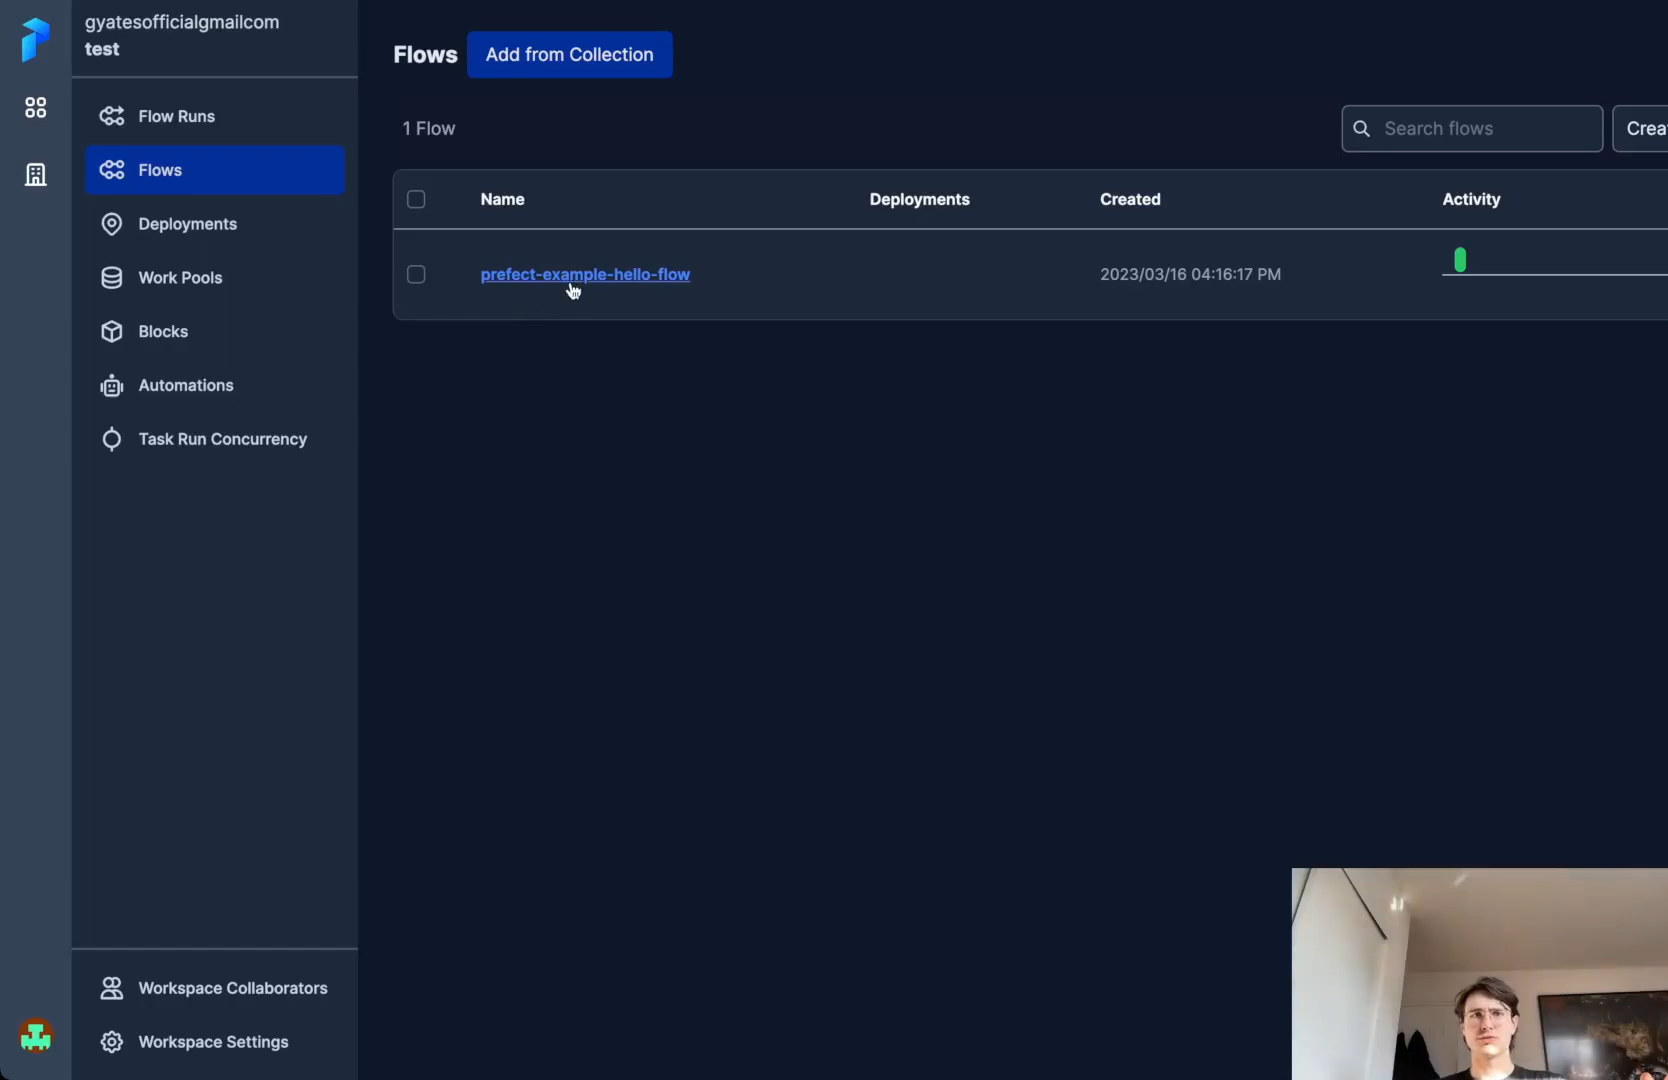 gyatesofficialgmailcom
test
Flow Runs
Flows
Deployments
Work Pools
Blocks
Automations
Task Run Concurrency
Workspace Collaborators
Workspace Settings
Flows
Add from Collection
1 Flow
Search flows
Crea
Name Deployments Created Activity
prefect-example-hello-flow 2023/03/16 04:16:17 PM